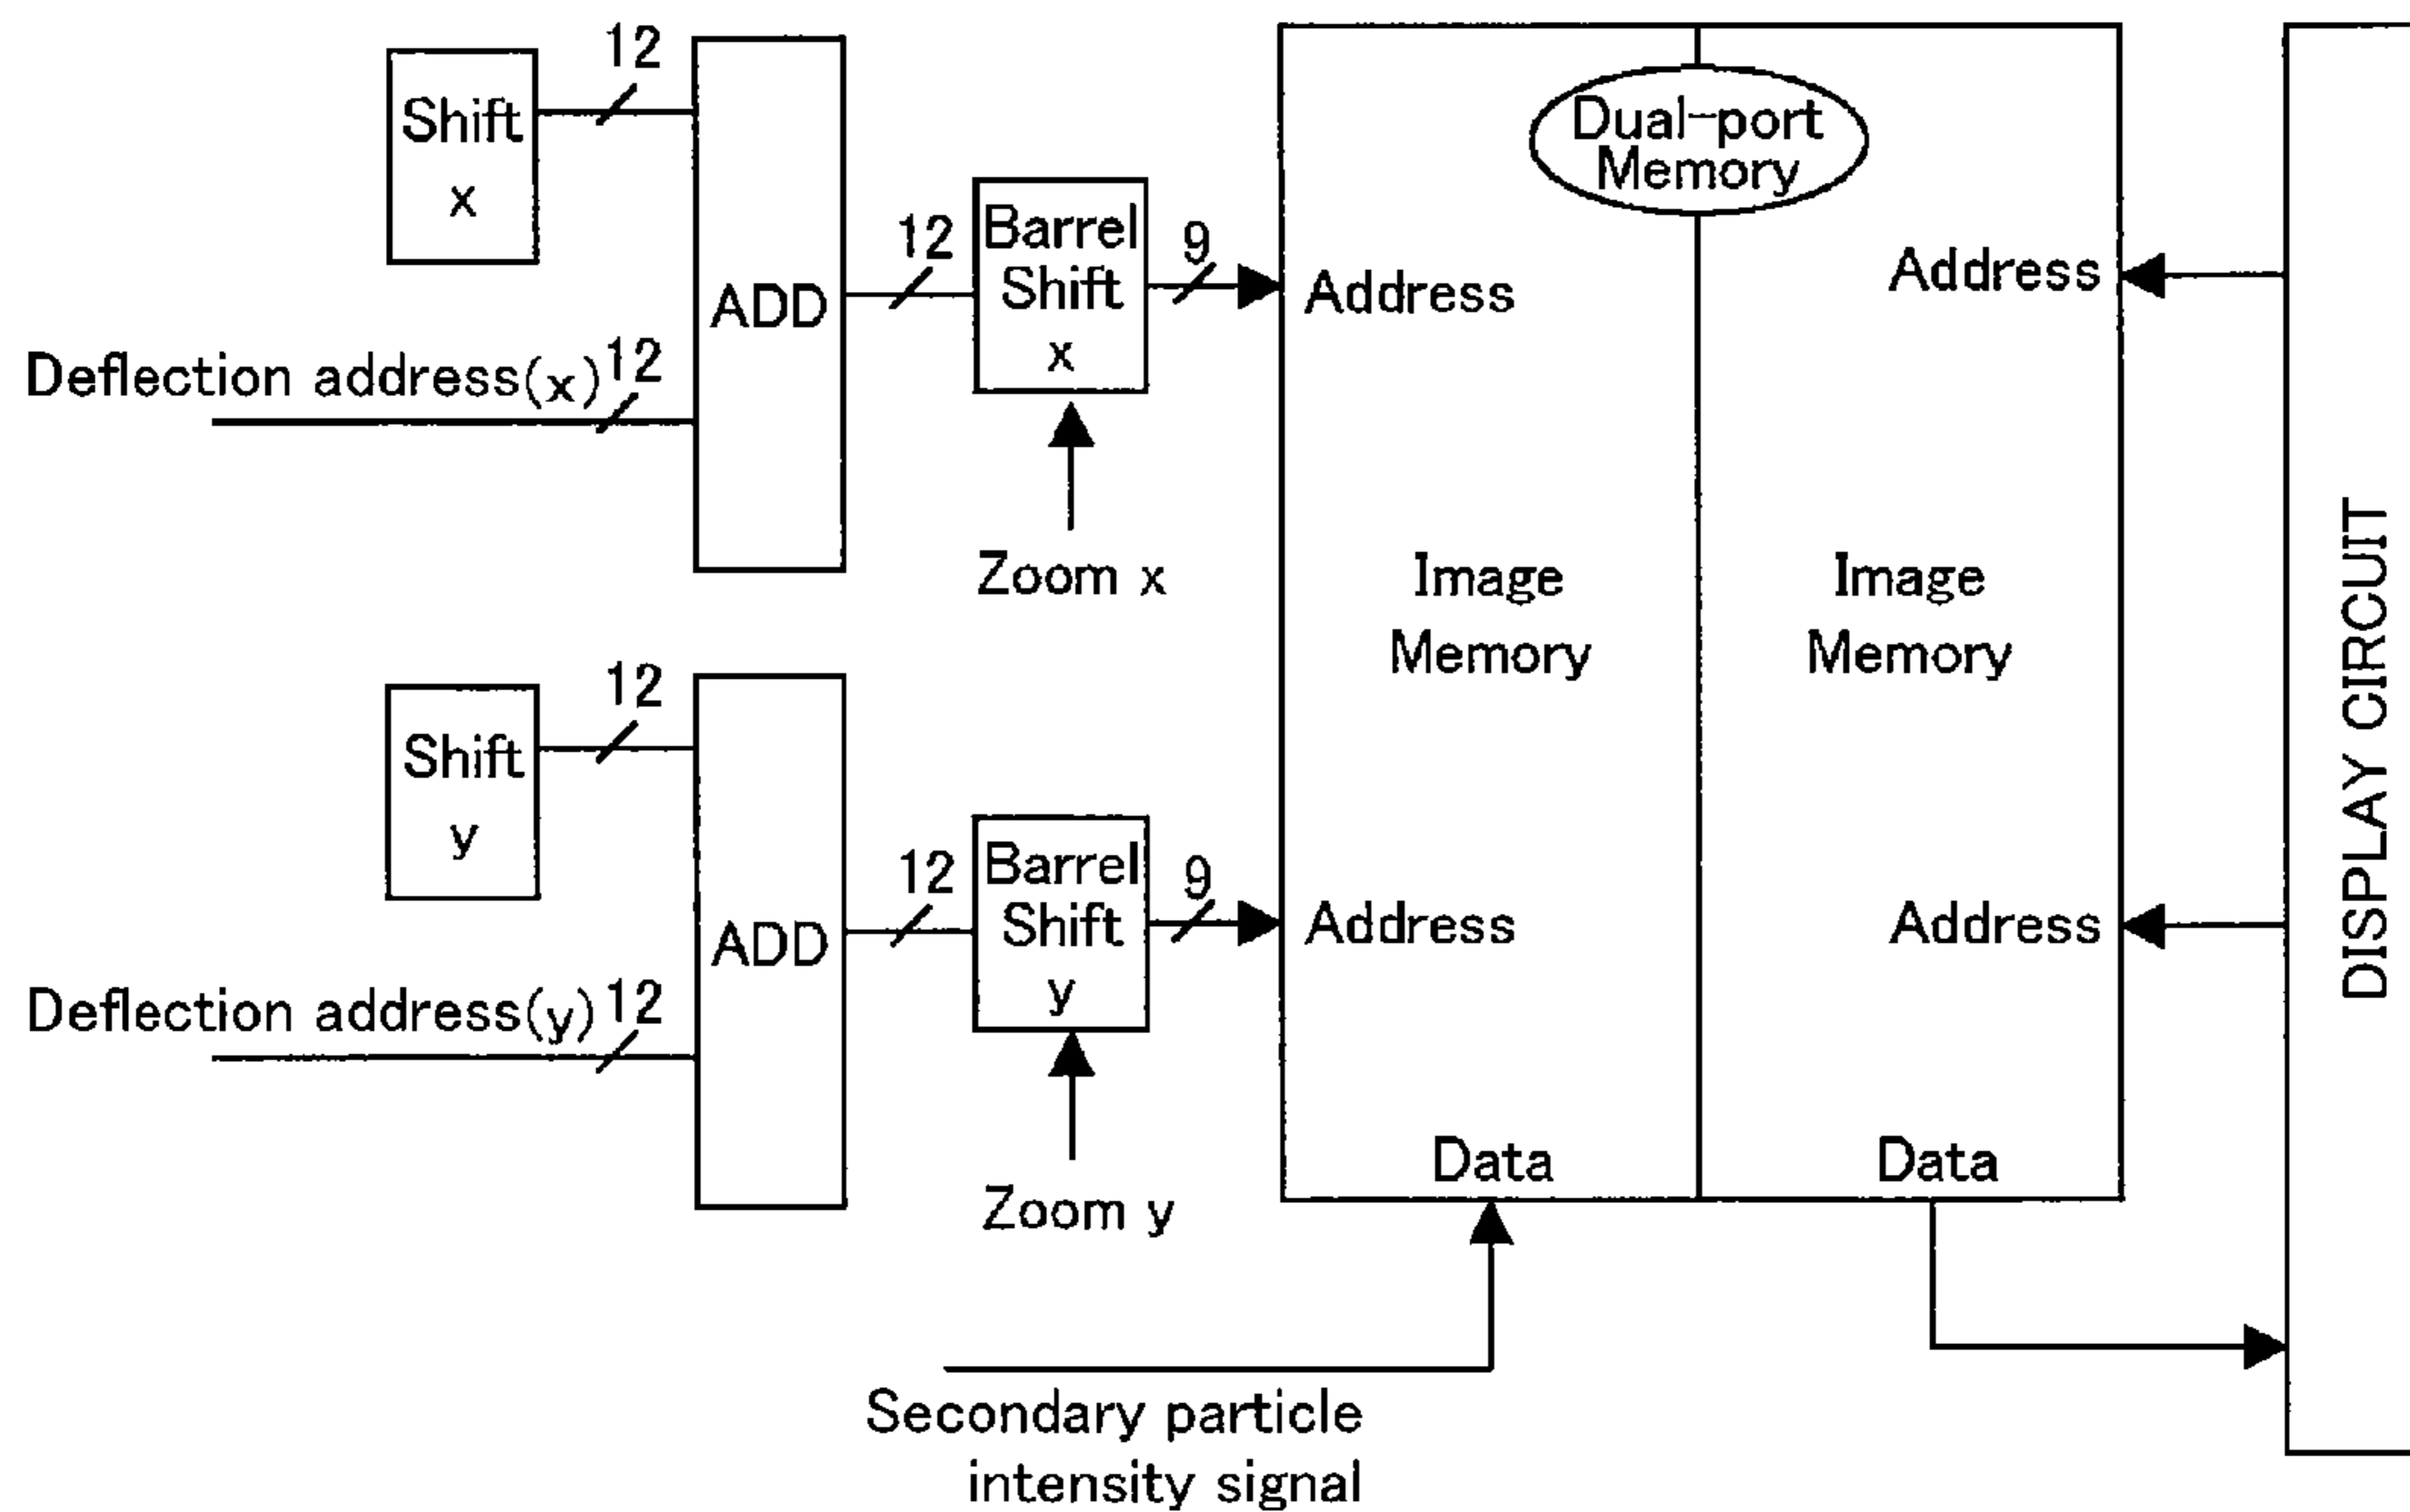 12
Shift
x
ADD
Deflection address(x)
12
12
Barrel
Shift
x
9
Zoom x
12
Shift
y
ADD
Deflection address(y)
12
12
Barrel
Shift
y
9
Zoom y
Dual-port
Memory
Address
Address
Image
Memory
Image
Memory
Address
Address
Data
Data
Secondary particle
intensity signal
DISPLAY CIRCUIT